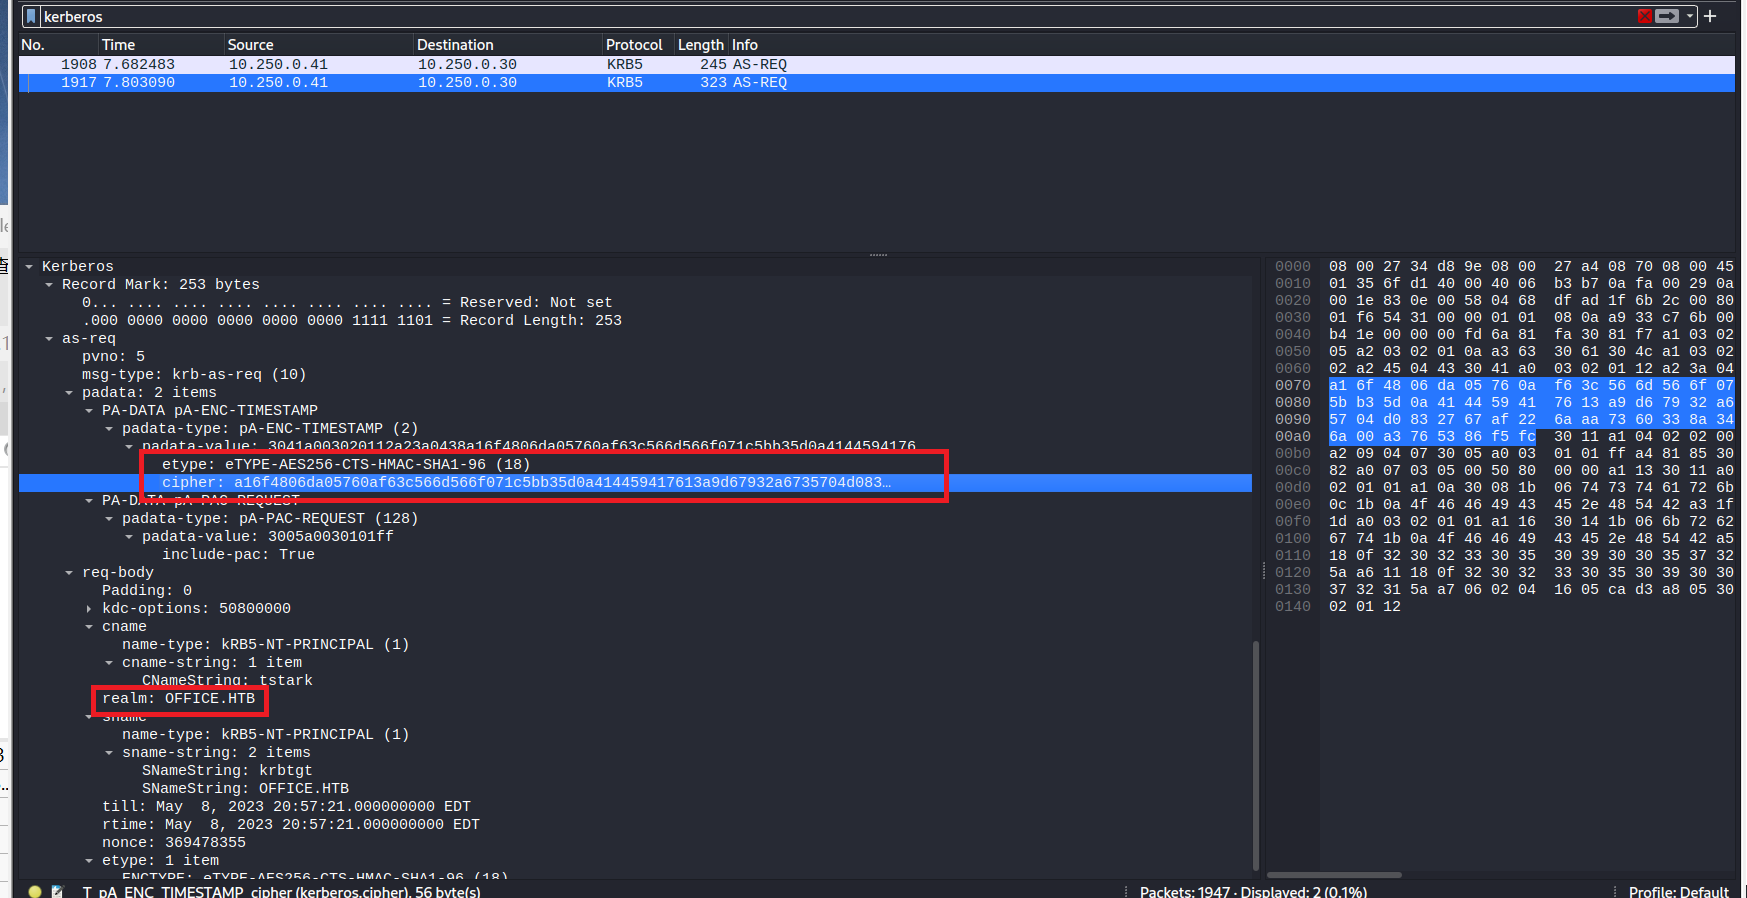 kerberos
No. Time Source Destination Protocol Length Info
1908 7.682483 10.250.0.41 10.250.0.30 KRB5 245 AS-REQ
1917 7.803090 10.250.0.41 10.250.0.30 KRB5 323 AS-REQ
Kerberos
Record Mark: 253 bytes
0... .... .... .... .... .... .... .... = Reserved: Not set
.000 0000 0000 0000 0000 0000 1111 1101 = Record Length: 253
as-req
pvno: 5
msg-type: krb-as-req (10)
padata: 2 items
PA-DATA pA-ENC-TIMESTAMP
padata-type: pA-ENC-TIMESTAMP (2)
padata-value: 3041a003020112a23a0438a16f4806da05760af63c566d566f071c5bb35d0a4144594176
etype: eTYPE-AES256-CTS-HMAC-SHA1-96 (18)
cipher: a16f4806da05760af63c566d566f071c5bb35d0a414459417613a9d67932a6735704d083…
PA-DATA pA-PAC-REQUEST
padata-type: pA-PAC-REQUEST (128)
padata-value: 3005a0030101ff
include-pac: True
req-body
Padding: 0
kdc-options: 50800000
cname
name-type: kRB5-NT-PRINCIPAL (1)
cname-string: 1 item
CNameString: tstark
realm: OFFICE.HTB
sname
name-type: kRB5-NT-PRINCIPAL (1)
sname-string: 2 items
SNameString: krbtgt
SNameString: OFFICE.HTB
till: May  8, 2023 20:57:21.000000000 EDT
rtime: May  8, 2023 20:57:21.000000000 EDT
nonce: 369478355
etype: 1 item
ENCTYPE: eTYPE-AES256-CTS-HMAC-SHA1-96 (18)
0000 08 00 27 34 d8 9e 08 00 27 a4 08 70 08 00 45
0010 01 35 6f d1 40 00 40 06 b3 b7 0a fa 00 29 0a
0020 00 1e 83 0e 00 58 04 68 df ad 1f 6b 2c 00 80
0030 01 f6 54 31 00 00 01 01 08 0a a9 33 c7 6b 00
0040 b4 1e 00 00 00 fd 6a 81 fa 30 81 f7 a1 03 02
0050 05 a2 03 02 01 0a a3 63 30 61 30 4c a1 03 02
0060 02 a2 45 04 43 30 41 a0 03 02 01 12 a2 3a 04
0070 a1 6f 48 06 da 05 76 0a f6 3c 56 6d 56 6f 07
0080 5b b3 5d 0a 41 44 59 41 76 13 a9 d6 79 32 a6
0090 57 04 d0 83 27 67 af 22 6a aa 73 60 33 8a 34
00a0 6a 00 a3 76 53 86 f5 fc 30 11 a1 04 02 02 00
00b0 a2 09 04 07 30 05 a0 03 01 01 ff a4 81 85 30
00c0 82 a0 07 03 05 00 50 80 00 00 a1 13 30 11 a0
00d0 02 01 01 a1 0a 30 08 1b 06 74 73 74 61 72 6b
00e0 0c 1b 0a 4f 46 46 49 43 45 2e 48 54 42 a3 1f
00f0 1d a0 03 02 01 01 a1 16 30 14 1b 06 6b 72 62
0100 67 74 1b 0a 4f 46 46 49 43 45 2e 48 54 42 a5
0110 18 0f 32 30 32 33 30 35 30 39 30 30 35 37 32
0120 5a a6 11 18 0f 32 30 32 33 30 35 30 39 30 30
0130 37 32 31 5a a7 06 02 04 16 05 ca d3 a8 05 30
0140 02 01 12
T_pA_ENC_TIMESTAMP_cipher (kerberos.cipher), 56 byte(s)
Packets: 1947 · Displayed: 2 (0.1%)
Profile: Default